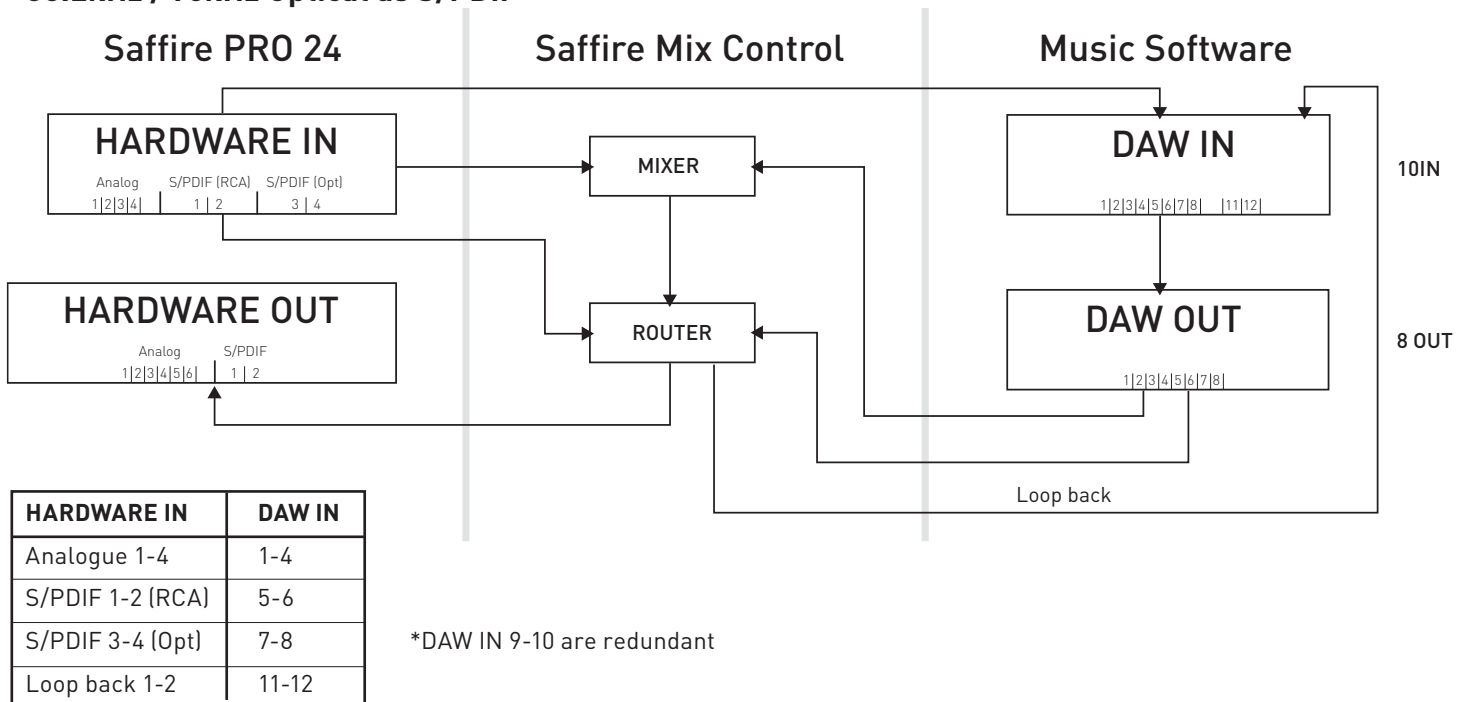 Saffire PRO 24
Saffire Mix Control
Music Software
HARDWARE IN
Analog S/PDIF (RCA) S/PDIF (Opt)
1|2|3|4| 1 | 2 3 | 4
MIXER
DAW IN
1|2|3|4|5|6|7|8| |11|12|
10IN
HARDWARE OUT
Analog S/PDIF
1|2|3|4|5|6| 1 | 2
ROUTER
DAW OUT
1|2|3|4|5|6|7|8|
8 OUT
Loop back
HARDWARE IN DAW IN
Analogue 1-4 1-4
S/PDIF 1-2 (RCA) 5-6
S/PDIF 3-4 (Opt) 7-8
Loop back 1-2 11-12
*DAW IN 9-10 are redundant